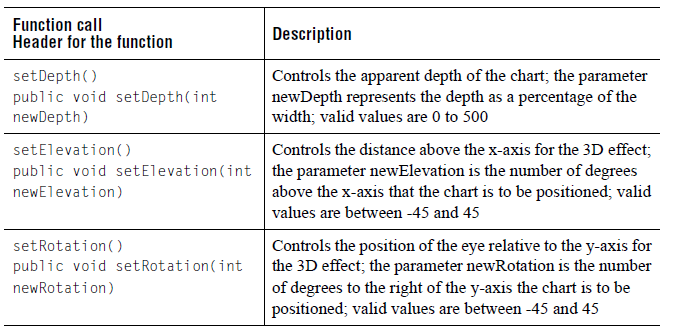 Function call
Header for the function
Description
setDepth()
public void setDepth(int
newDepth)
Controls the apparent depth of the chart; the parameter
newDepth represents the depth as a percentage of the
width; valid values are 0 to 500
setElevation()
public void setElevation(int
newElevation)
Controls the distance above the x-axis for the 3D effect;
the parameter newElevation is the number of degrees
above the x-axis that the chart is to be positioned; valid
values are between -45 and 45
setRotation()
public void setRotation(int
newRotation)
Controls the position of the eye relative to the y-axis for
the 3D effect; the parameter newRotation is the number
of degrees to the right of the y-axis the chart is to be
positioned; valid values are between -45 and 45